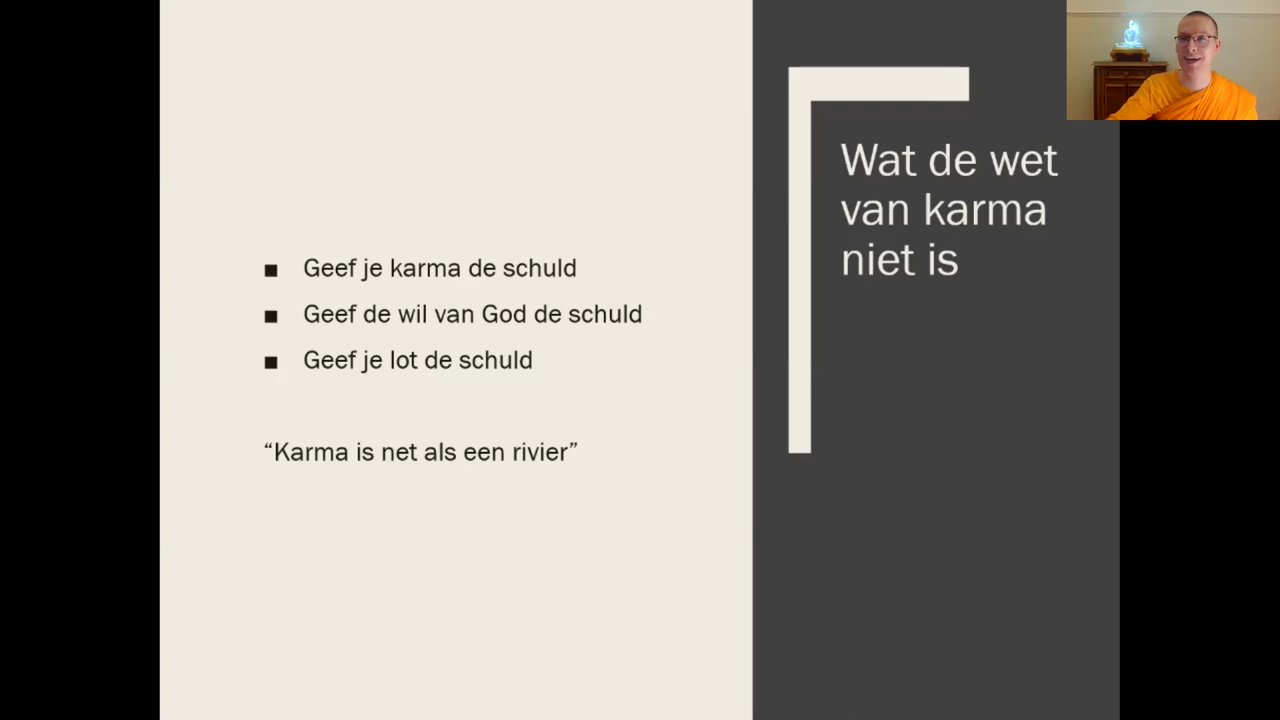 Wat de wet
van karma
niet is
■ Geef je karma de schuld
■ Geef de wil van God de schuld
■ Geef je lot de schuld
“Karma is net als een rivier”